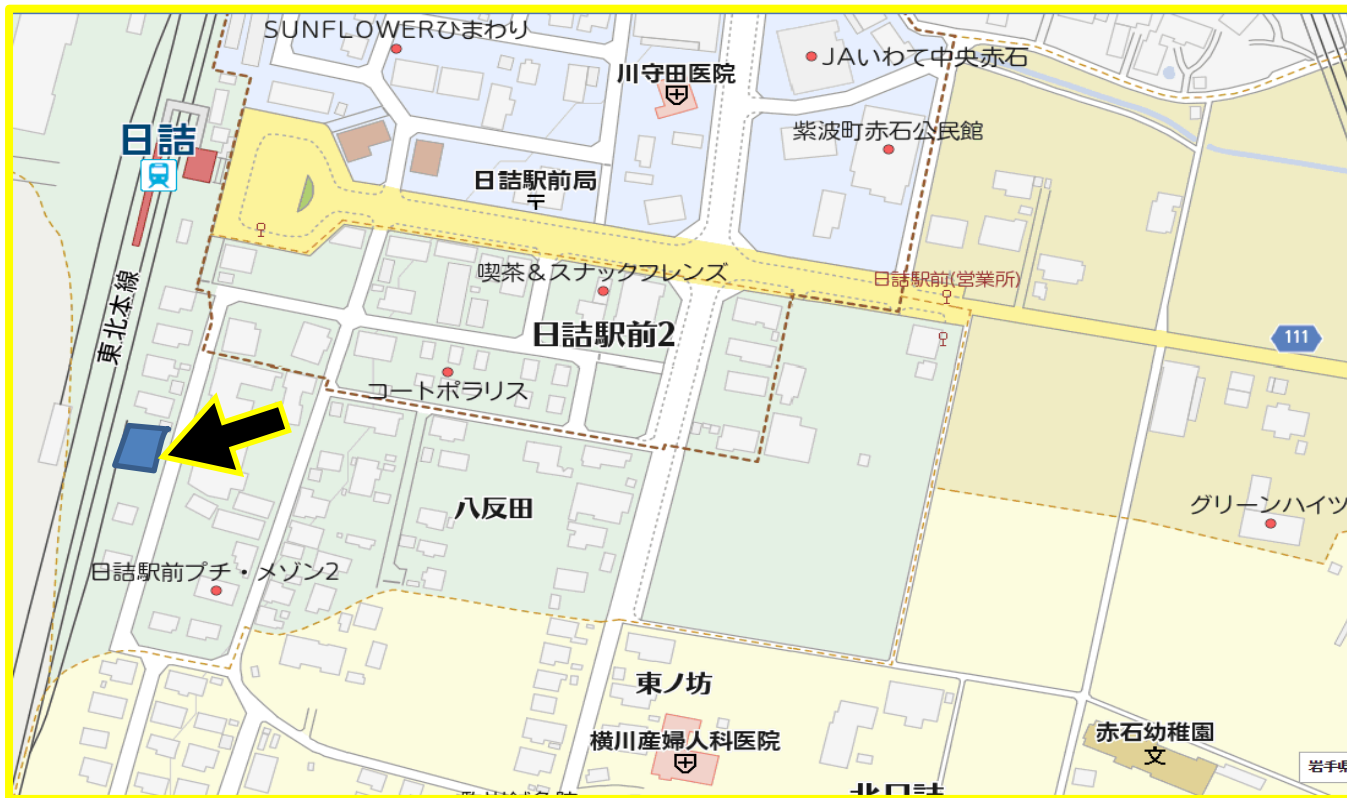 SUNFLOWERひまわり
川守田医院
JAいわて中央赤石
紫波町赤石公民館
日詰
日詰駅前局
〒
喫茶&スナックフレンズ
日詰駅前(営業所)
東北本線
日詰駅前2
111
コートポラリス
八反田
グリーンハイツ
日詰駅前プチ・メゾン2
東ノ坊
横川産婦人科医院
赤石幼稚園
文
岩手県